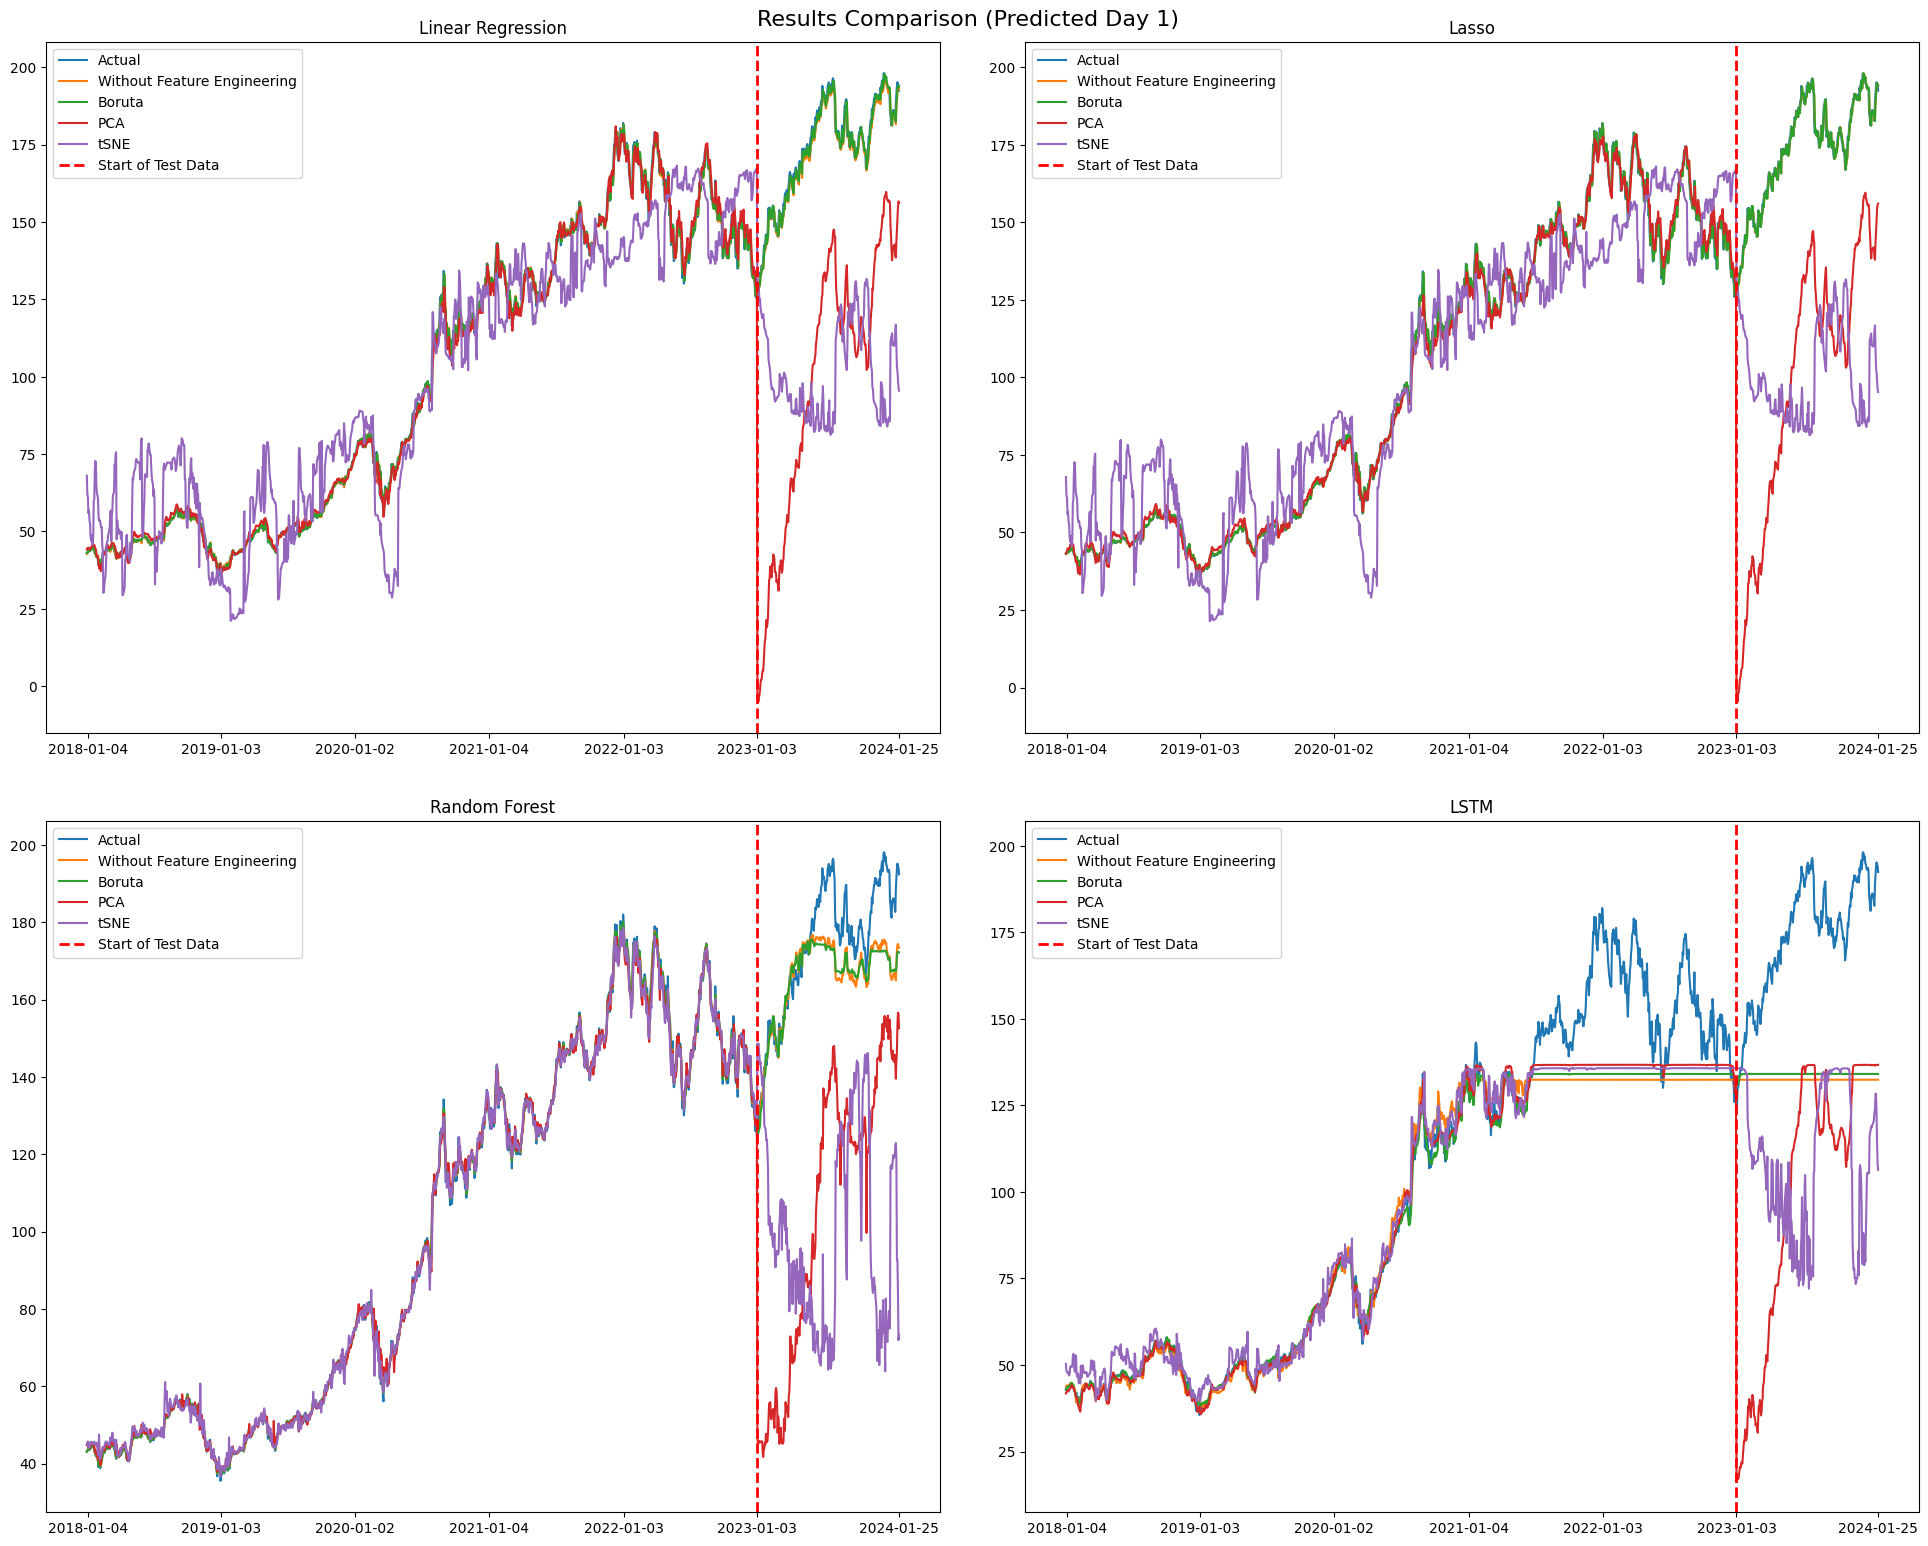 Results Comparison (Predicted Day 1)
Linear Regression
Actual
Without Feature Engineering
Boruta
PCA
tSNE
Start of Test Data
200
175
150
125
100
75
50
25
0
2018-01-04 2019-01-03 2020-01-02 2021-01-04 2022-01-03 2023-01-03 2024-01-25
Lasso
Actual
Without Feature Engineering
Boruta
PCA
tSNE
Start of Test Data
200
175
150
125
100
75
50
25
0
2018-01-04 2019-01-03 2020-01-02 2021-01-04 2022-01-03 2023-01-03 2024-01-25
Random Forest
Actual
Without Feature Engineering
Boruta
PCA
tSNE
Start of Test Data
200
180
160
140
120
100
80
60
40
2018-01-04 2019-01-03 2020-01-02 2021-01-04 2022-01-03 2023-01-03 2024-01-25
LSTM
Actual
Without Feature Engineering
Boruta
PCA
tSNE
Start of Test Data
200
175
150
125
100
75
50
25
2018-01-04 2019-01-03 2020-01-02 2021-01-04 2022-01-03 2023-01-03 2024-01-25